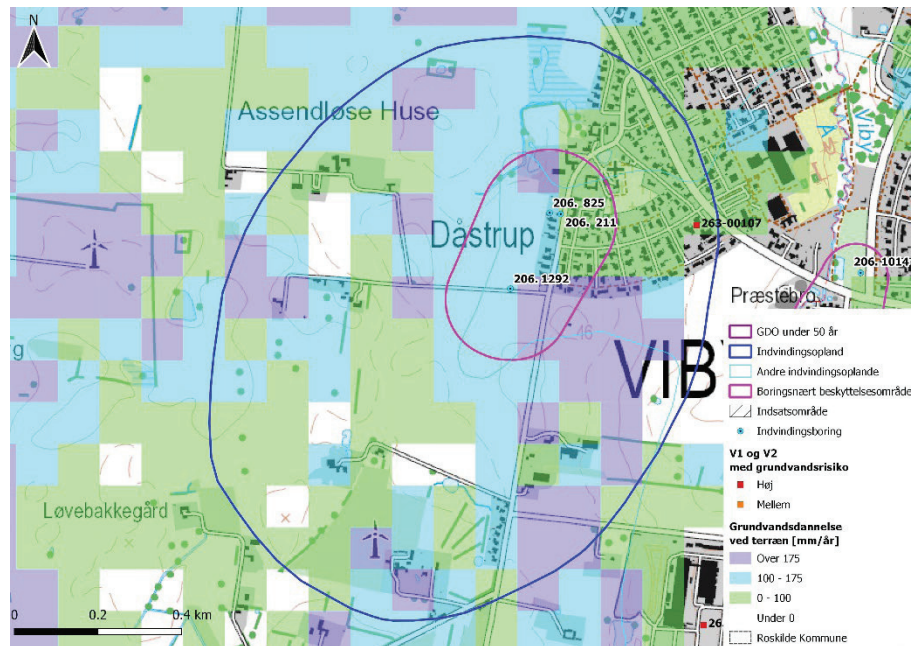 N
Assendløse Huse
Viby
Å
Dåstrup
206. 825
206. 211
263-00107
206. 1292
206. 1014
Præstebro
46
VIB
Løvebakkegård
0 0.2 0.4 km
GDO under 50 år
Indvindingsopland
Andre indvindingsoplande
Boringsnært beskyttelsesområde
Indsatsområde
Indvindingsboring
V1 og V2
med grundvandsrisiko
Høj
Mellem
Grundvandsdannelse
ved terræn [mm/år]
Over 175
100 - 175
0 - 100
Under 0
Roskilde Kommune
26